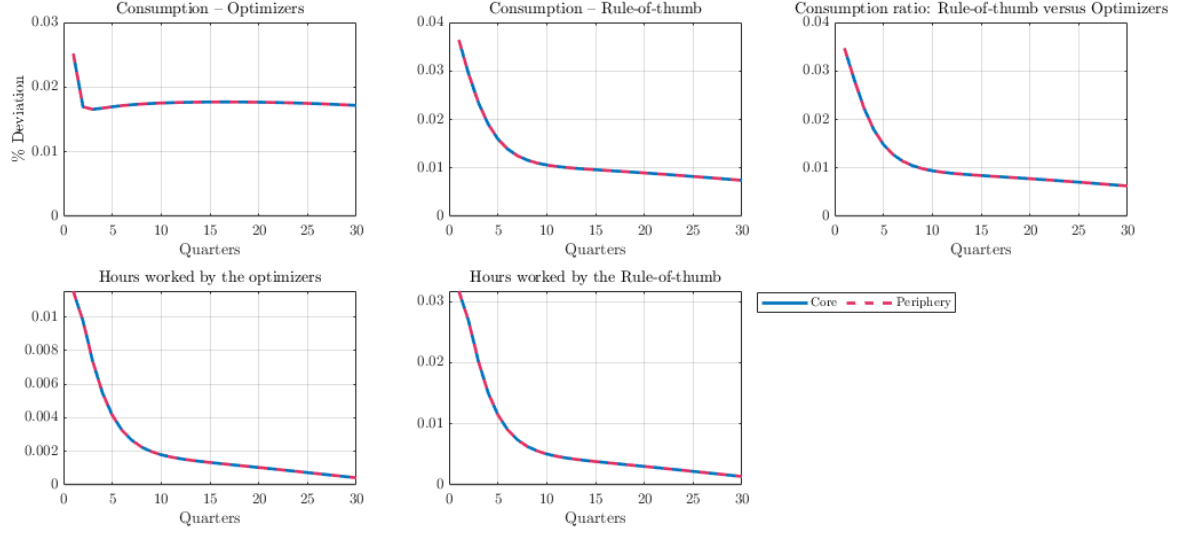 Consumption – Optimizers
Consumption – Rule-of-thumb
Consumption ratio: Rule-of-thumb versus Optimizers
% Deviation
0.03
0.02
0.01
0
0 5 10 15 20 25 30
Quarters
0.04
0.03
0.02
0.01
0
0 5 10 15 20 25 30
Quarters
0.04
0.03
0.02
0.01
0
0 5 10 15 20 25 30
Quarters
Hours worked by the optimizers
0.01
0.008
0.006
0.004
0.002
0
0 5 10 15 20 25 30
Quarters
Hours worked by the Rule-of-thumb
0.03
0.02
0.01
0
0 5 10 15 20 25 30
Quarters
Core Periphery